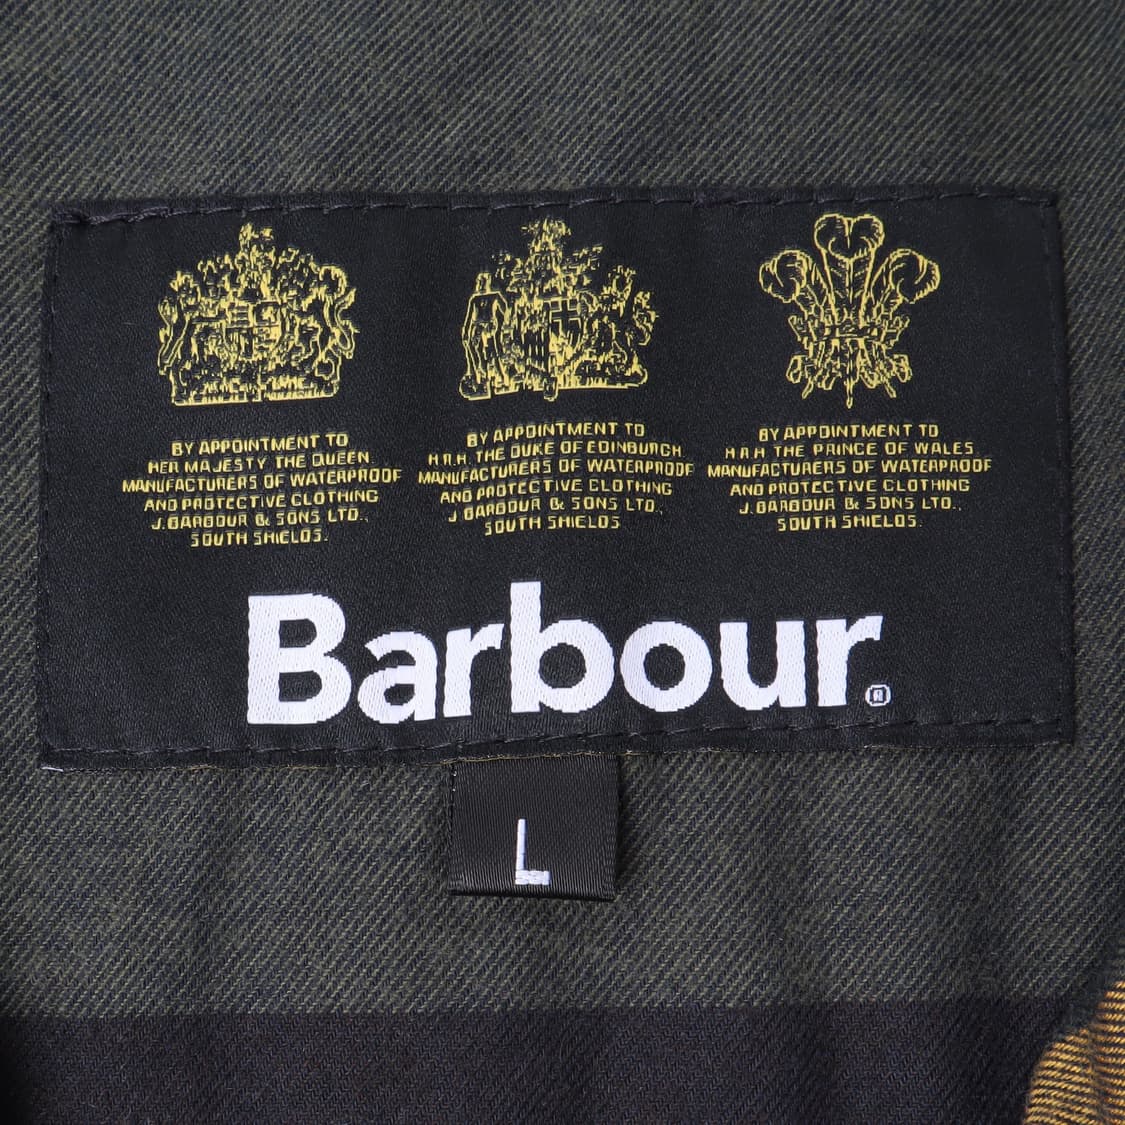 BY APPOINTMENT TO
HER MAJESTY THE QUEEN
MANUFACTURERS OF WATERPROOF
AND PROTECTIVE CLOTHING
J. BARBOUR & SONS LTD.,
SOUTH SHIELDS.
BY APPOINTMENT TO
H.R.H. THE DUKE OF EDINBURGH
MANUFACTURERS OF WATERPROOF
AND PROTECTIVE CLOTHING
J. BARBOUR & SONS LTD.,
SOUTH SHIELDS
BY APPOINTMENT TO
H.R.H. THE PRINCE OF WALES
MANUFACTURERS OF WATERPROOF
AND PROTECTIVE CLOTHING
J. BARBOUR & SONS LTD.,
SOUTH SHIELDS.
Barbour®
L